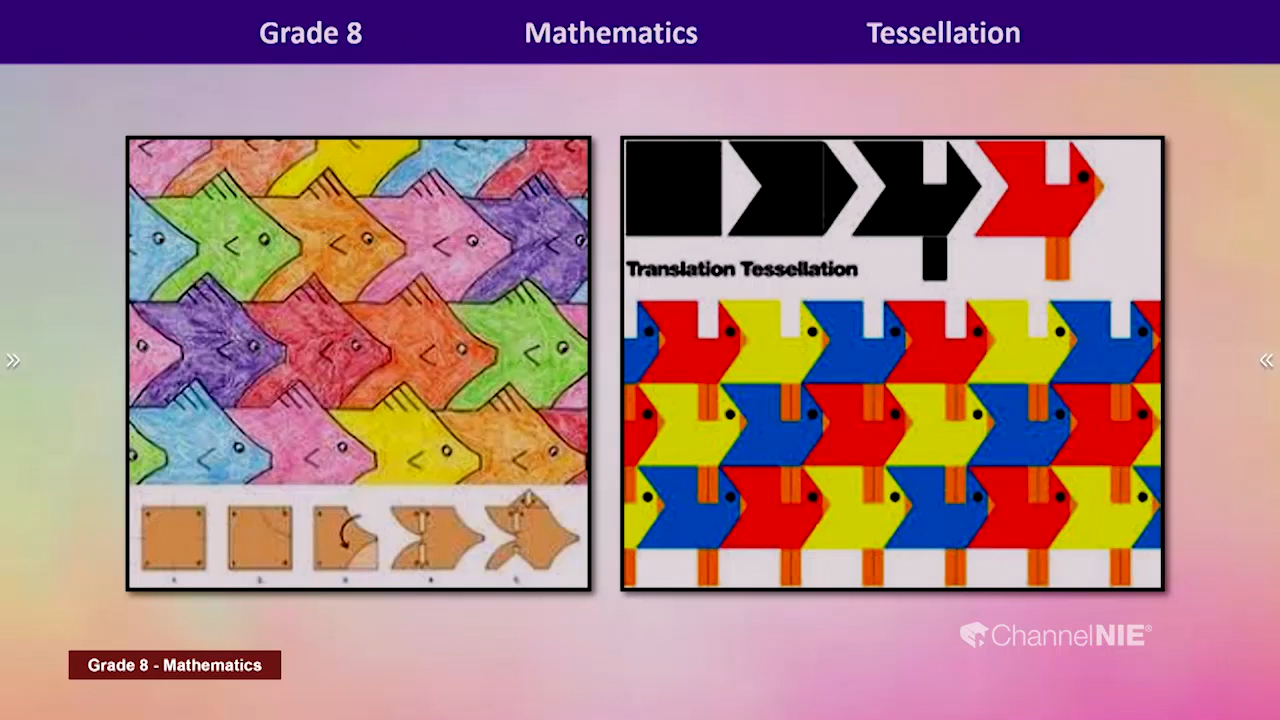 Grade 8 Mathematics Tessellation
Translation Tessellation
ChannelNIE®
Grade 8 - Mathematics